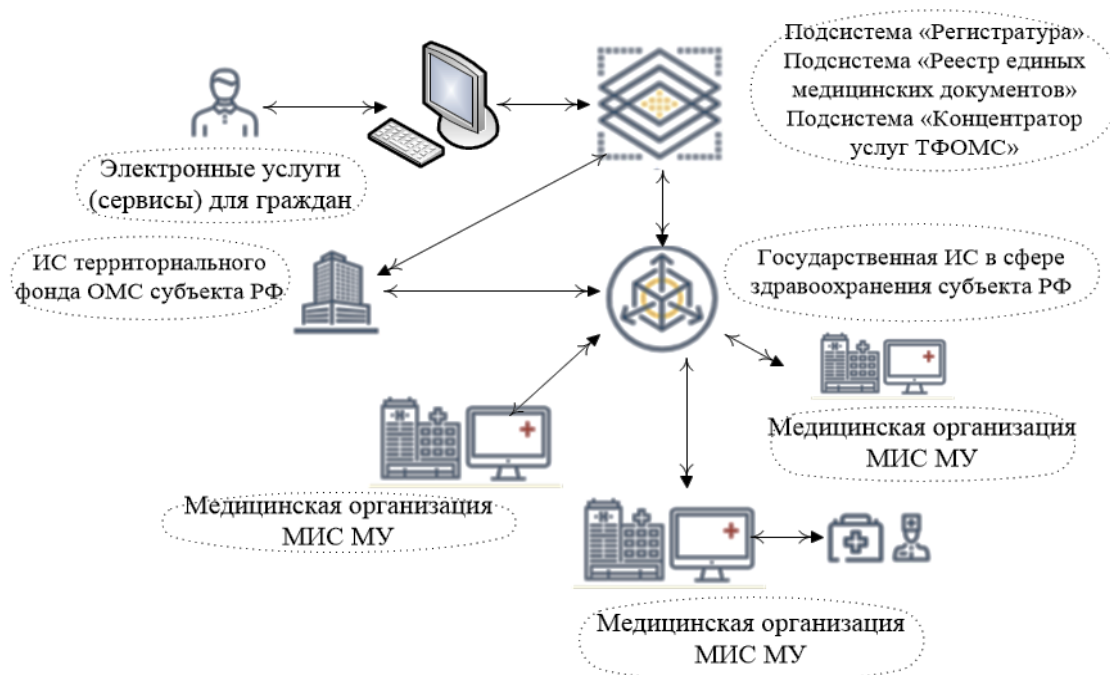 Подсистема «Регистратура»
Подсистема «Реестр единых
медицинских документов»
Подсистема «Концентратор
услуг ТФОМС»
Электронные услуги
(сервисы) для граждан
ИС территориального
фонда ОМС субъекта РФ
Государственная ИС в сфере
здравоохранения субъекта РФ
Медицинская организация
МИС МУ
Медицинская организация
МИС МУ
Медицинская организация
МИС МУ